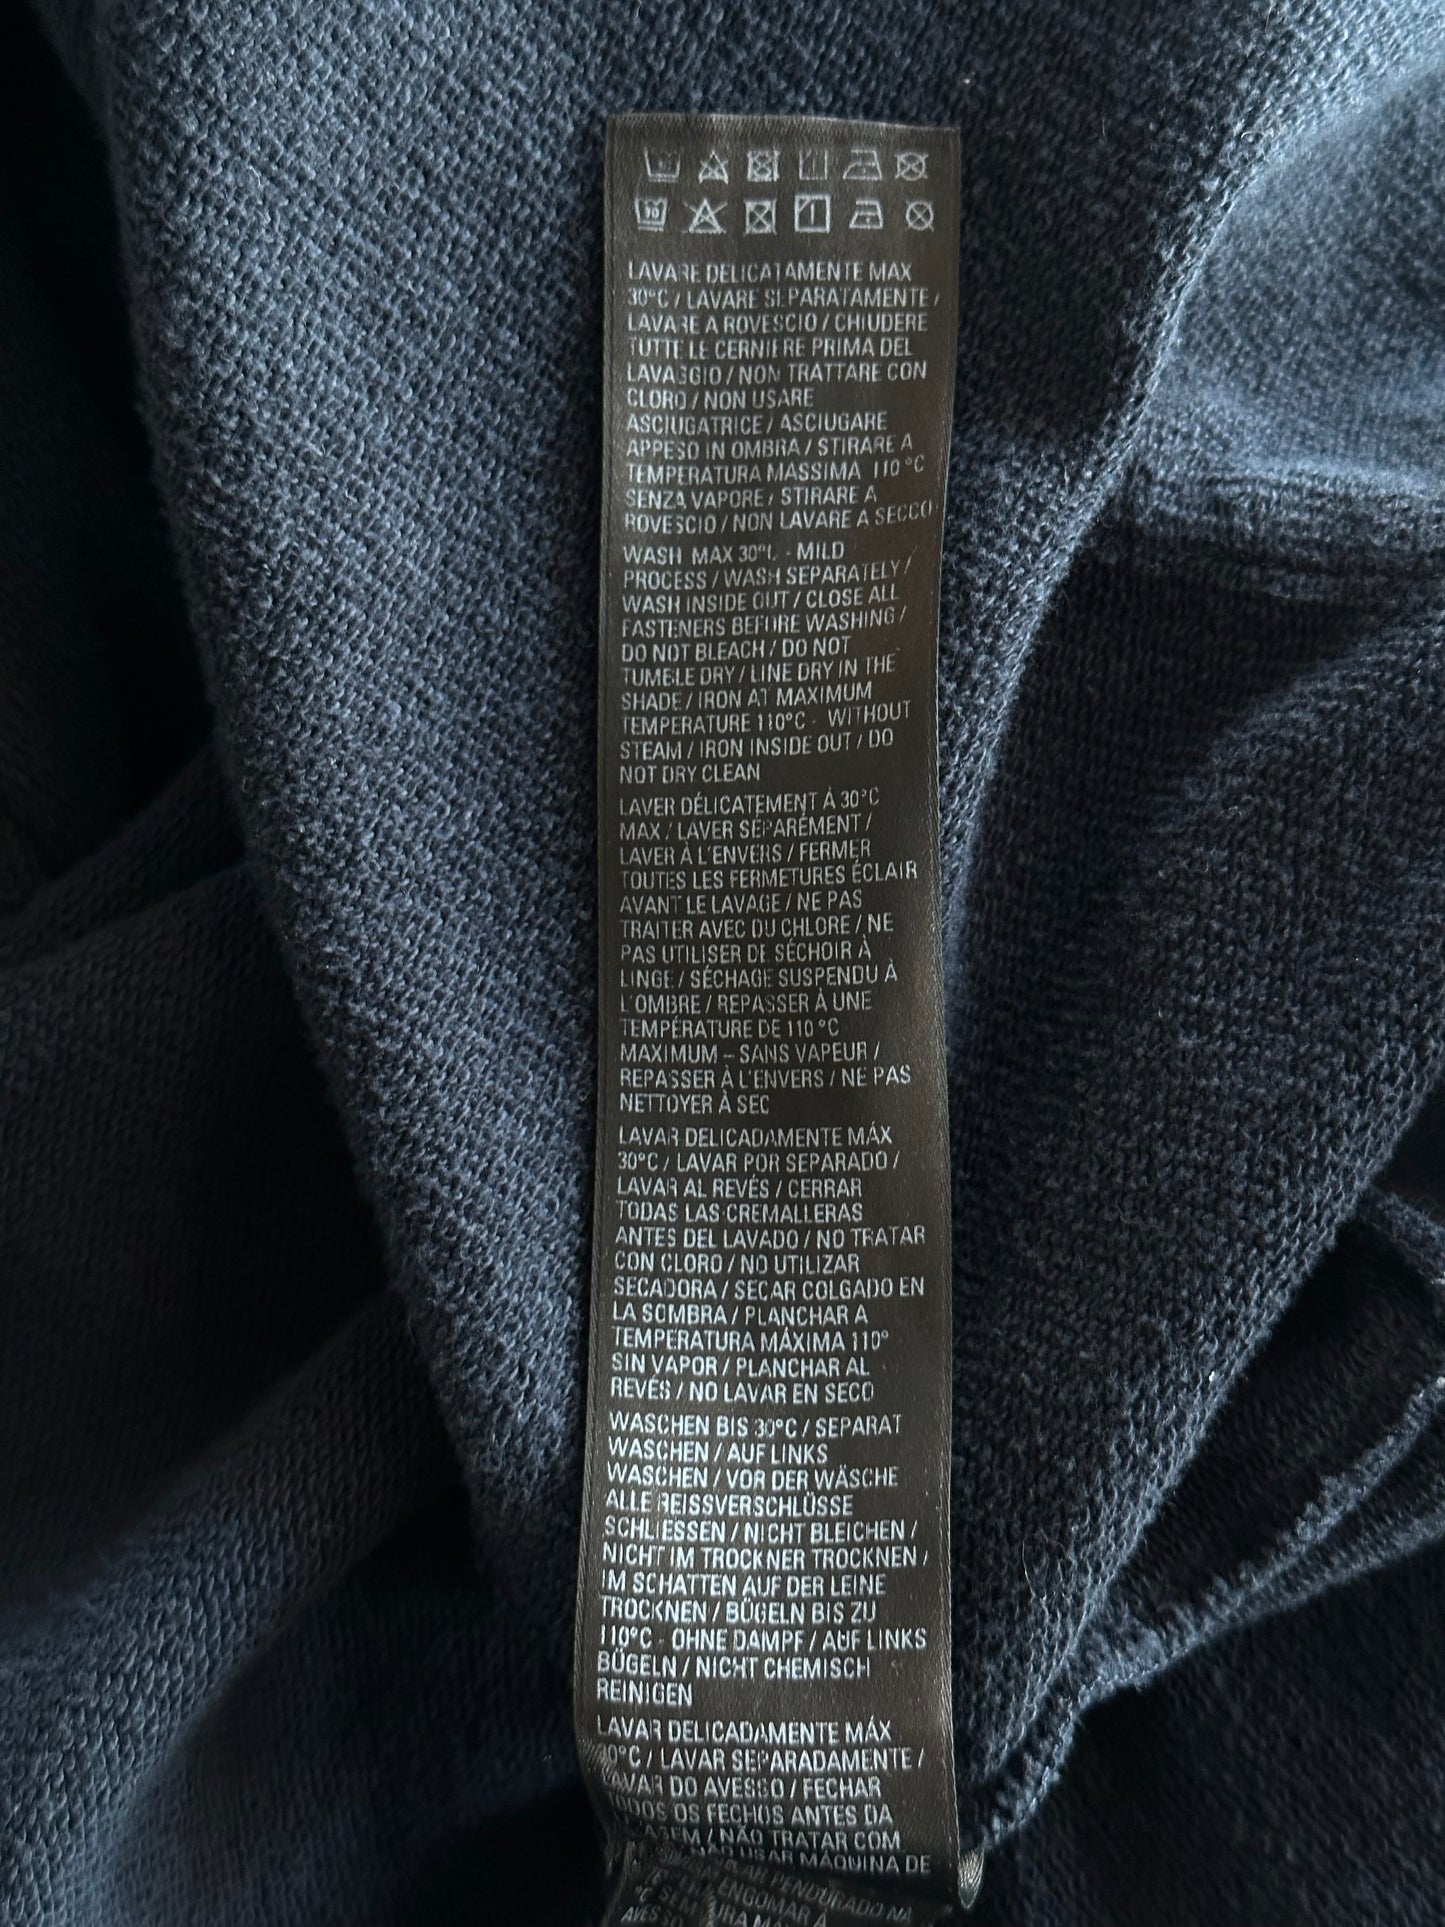 30
1
LAVARE DELICATAMENTE MAX
30°C / LAVARE SEPARATAMENTE /
LAVARE A ROVESCIO / CHIUDERE
TUTTE LE CERNIERE PRIMA DEL
LAVAGGIO / NON TRATTARE CON
CLORO / NON USARE
ASCIUGATRICE / ASCIUGARE
APPESO IN OMBRA / STIRARE A
TEMPERATURA MASSIMA 110°C
SENZA VAPORE / STIRARE A
ROVESCIO / NON LAVARE A SECCO
WASH MAX 30°C - MILD
PROCESS / WASH SEPARATELY /
WASH INSIDE OUT / CLOSE ALL
FASTENERS BEFORE WASHING /
DO NOT BLEACH / DO NOT
TUMBLE DRY / LINE DRY IN THE
SHADE / IRON AT MAXIMUM
TEMPERATURE 110°C - WITHOUT
STEAM / IRON INSIDE OUT / DO
NOT DRY CLEAN
LAVER DÉLICATEMENT À 30°C
MAX / LAVER SÉPARÉMENT /
LAVER À L'ENVERS / FERMER
TOUTES LES FERMETURES ÉCLAIR
AVANT LE LAVAGE / NE PAS
TRAITER AVEC DU CHLORE / NE
PAS UTILISER DE SÉCHOIR À
LINGE / SÉCHAGE SUSPENDU À
L'OMBRE / REPASSER À UNE
TEMPÉRATURE DE 110°C
MAXIMUM – SANS VAPEUR /
REPASSER À L'ENVERS / NE PAS
NETTOYER À SEC
LAVAR DELICADAMENTE MÁX
30°C / LAVAR POR SEPARADO /
LAVAR AL REVÉS / CERRAR
TODAS LAS CREMALLERAS
ANTES DEL LAVADO / NO TRATAR
CON CLORO / NO UTILIZAR
SECADORA / SECAR COLGADO EN
LA SOMBRA / PLANCHAR A
TEMPERATURA MÁXIMA 110°
SIN VAPOR / PLANCHAR AL
REVÉS / NO LAVAR EN SECO
WASCHEN BIS 30°C / SEPARAT
WASCHEN / AUF LINKS
WASCHEN / VOR DER WÄSCHE
ALLE REISSVERSCHLÜSSE
SCHLIESSEN / NICHT BLEICHEN /
NICHT IM TROCKNER TROCKNEN /
IM SCHATTEN AUF DER LEINE
TROCKNEN / BÜGELN BIS ZU
110°C - OHNE DAMPF / AUF LINKS
BÜGELN / NICHT CHEMISCH
REINIGEN
LAVAR DELICADAMENTE MÁX
30°C / LAVAR SEPARADAMENTE /
LAVAR DO AVESSO / FECHAR
TODOS OS FECHOS ANTES DA
/ NÃO TRATAR COM
USAR MÁQUINA DE
PENDURADO NA
ENGOMAR A